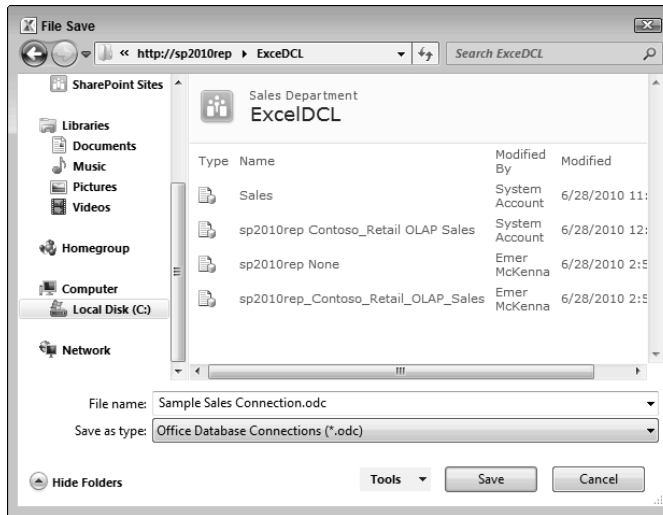 File Save
« http://sp2010rep ▸ ExceDCL
Search ExceDCL
SharePoint Sites
Libraries
Documents
Music
Pictures
Videos
Homegroup
Computer
Local Disk (C:)
Network
Sales Department
ExcelDCL
Type Name Modified By Modified
Sales System Account 6/28/2010 11:
sp2010rep Contoso_Retail OLAP Sales System Account 6/28/2010 12:
sp2010rep None Emer McKenna 6/28/2010 2:5
sp2010rep_Contoso_Retail_OLAP_Sales Emer McKenna 6/28/2010 2:5
File name: Sample Sales Connection.odc
Save as type: Office Database Connections (*.odc)
Hide Folders
Tools
Save
Cancel